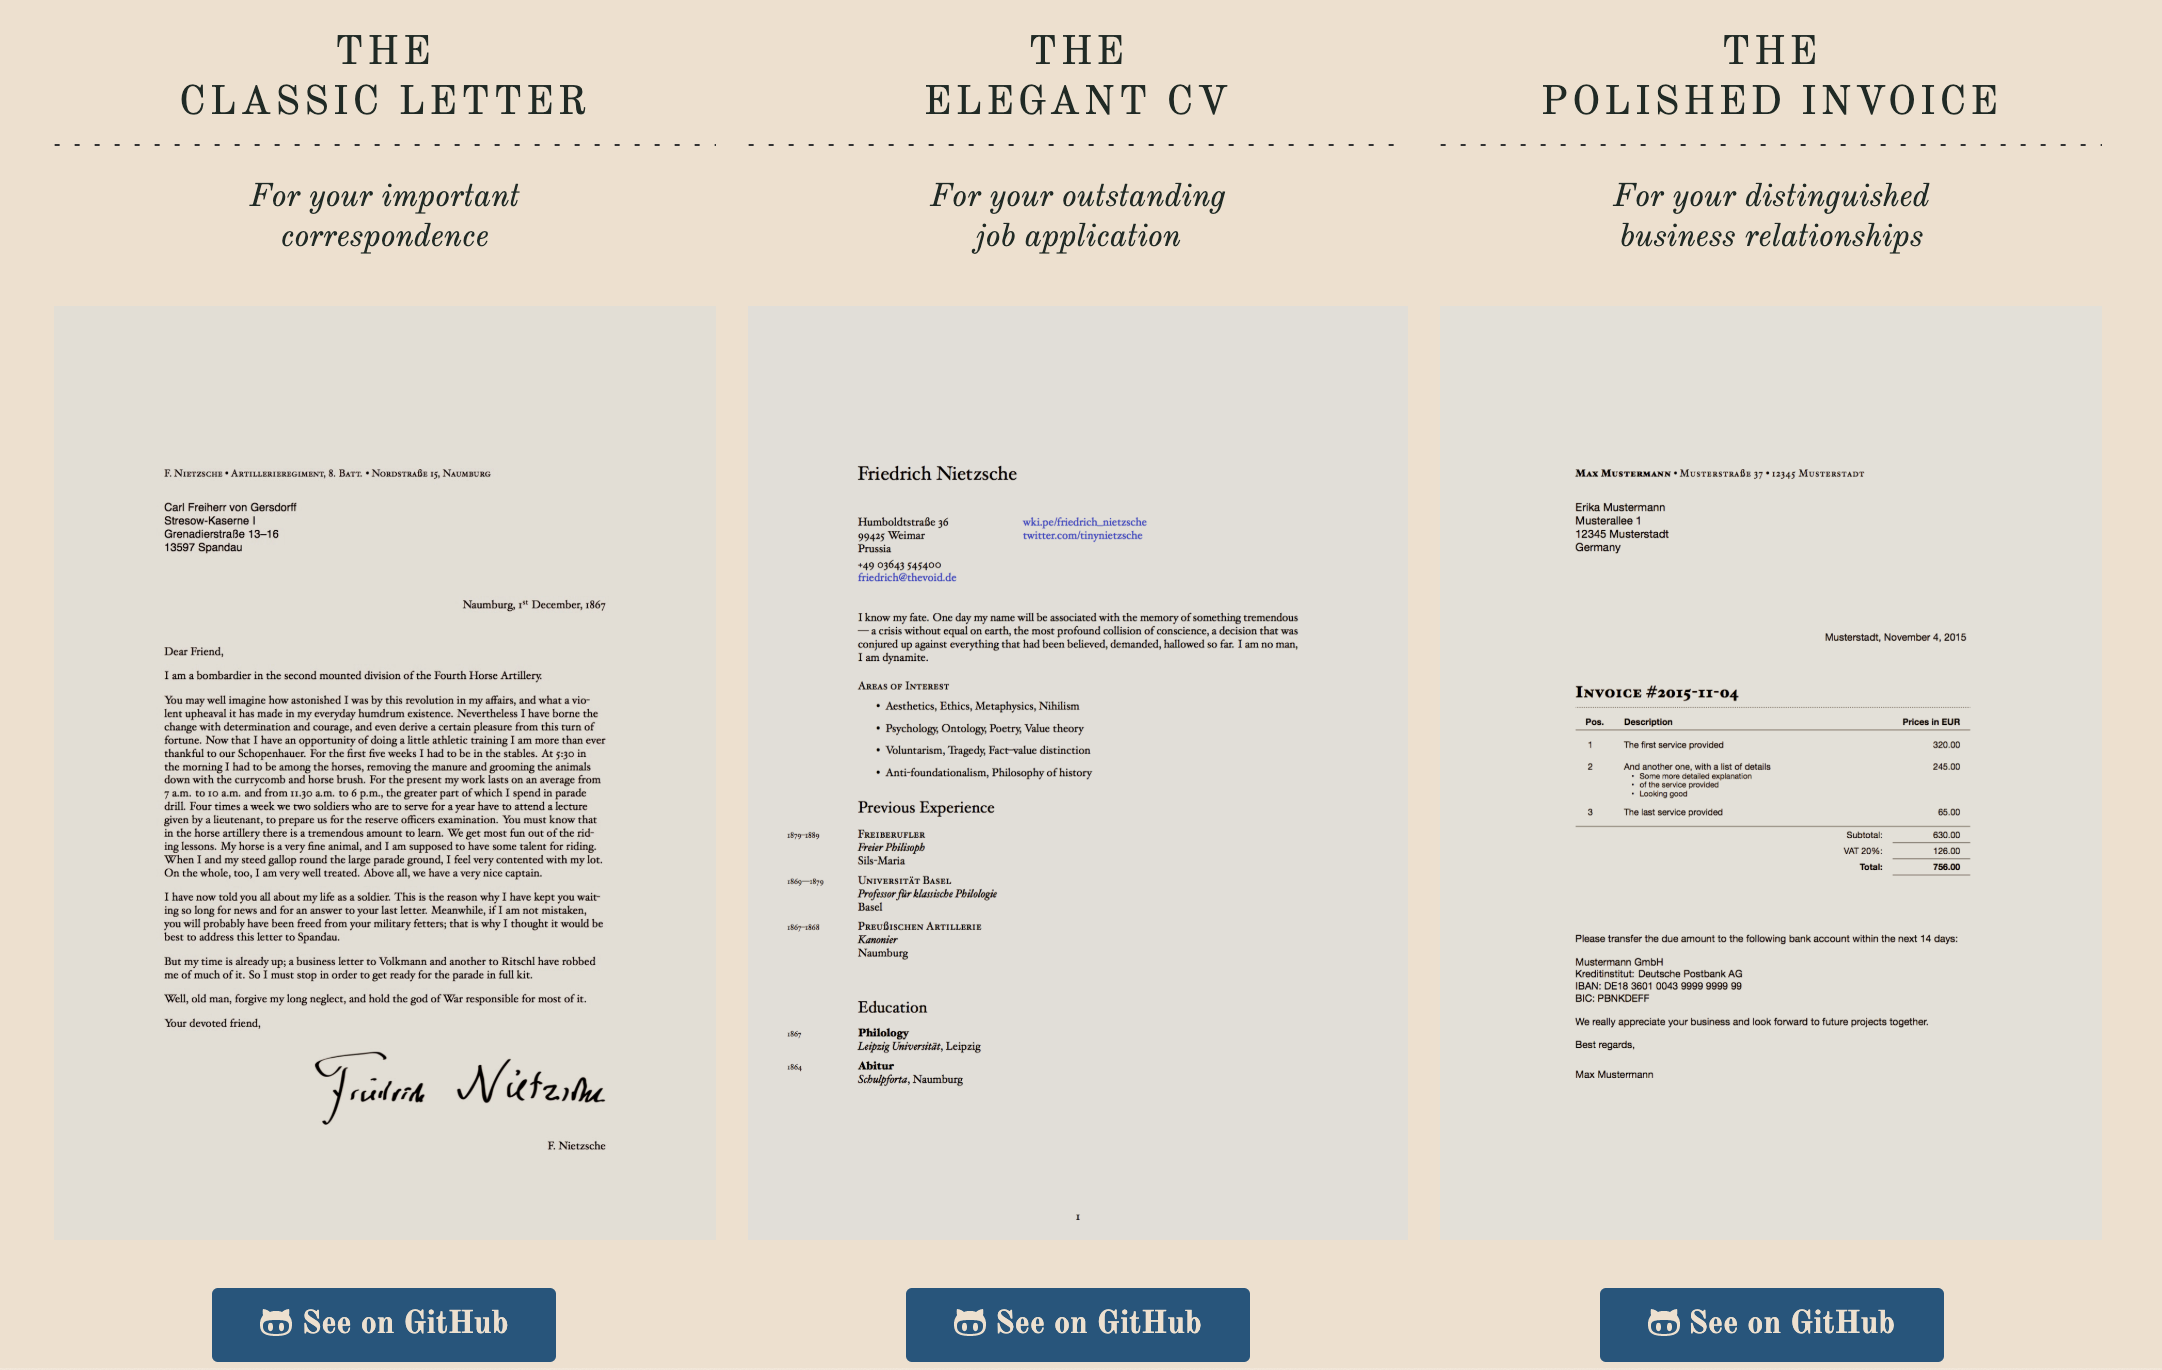 THE
CLASSIC LETTER
For your important
correspondence
F. Nietzsche • Artillerieregiment, 8. Batt. • Nordstraße 15, Naumburg
Carl Freiherr von Gersdorff
Stresow-Kaserne I
Grenadierstraße 13–16
13597 Spandau
Naumburg, 1st December, 1867
Dear Friend,
I am a bombardier in the second mounted division of the Fourth Horse Artillery.
You may well imagine how astonished I was by this revolution in my affairs, and what a vio-
lent upheaval it has made in my everyday humdrum existence. Nevertheless I have borne the
change with determination and courage, and even derive a certain pleasure from this turn of
fortune. Now that I have an opportunity of doing a little athletic training I am more than ever
thankful to our Schopenhauer. For the first five weeks I had to be in the stables. At 5:30 in
the morning I had to be among the horses, removing the manure and grooming the animals
down with the currycomb and horse brush. For the present my work lasts on an average from
7 a.m. to 10 a.m. and from 11.30 a.m. to 6 p.m., the greater part of which I spend in parade
drill. Four times a week we two soldiers who are to serve for a year have to attend a lecture
given by a lieutenant, to prepare us for the reserve officers examination. You must know that
in the horse artillery there is a tremendous amount to learn. We get most fun out of the rid-
ing lessons. My horse is a very fine animal, and I am supposed to have some talent for riding.
When I and my steed gallop round the large parade ground, I feel very contented with my lot.
On the whole, too, I am very well treated. Above all, we have a very nice captain.
I have now told you all about my life as a soldier. This is the reason why I have kept you wait-
ing so long for news and for an answer to your last letter. Meanwhile, if I am not mistaken,
you will probably have been freed from your military fetters; that is why I thought it would be
best to address this letter to Spandau.
But my time is already up; a business letter to Volkmann and another to Ritschl have robbed
me of much of it. So I must stop in order to get ready for the parade in full kit.
Well, old man, forgive my long neglect, and hold the god of War responsible for most of it.
Your devoted friend,
Friedrich Nietzsche
F. Nietzsche
See on GitHub
THE
ELEGANT CV
For your outstanding
job application
Friedrich Nietzsche
Humboldtstraße 36
99425 Weimar
Prussia
+49 03643 545400
friedrich@thevoid.de
wki.pe/friedrich_nietzsche
twitter.com/tinynietzsche
I know my fate. One day my name will be associated with the memory of something tremendous
— a crisis without equal on earth, the most profound collision of conscience, a decision that was
conjured up against everything that had been believed, demanded, hallowed so far. I am no man,
I am dynamite.
Areas of Interest
• Aesthetics, Ethics, Metaphysics, Nihilism
• Psychology, Ontology, Poetry, Value theory
• Voluntarism, Tragedy, Fact–value distinction
• Anti-foundationalism, Philosophy of history
Previous Experience
1879–1889 Freiberufler
Freier Philisoph
Sils-Maria
1869—1879 Universität Basel
Professor für klassische Philologie
Basel
1867–1868 Preußischen Artillerie
Kanonier
Naumburg
Education
1867 Philology
Leipzig Universität, Leipzig
1864 Abitur
Schulpforta, Naumburg
1
See on GitHub
THE
POLISHED INVOICE
For your distinguished
business relationships
Max Mustermann • Musterstraße 37 • 12345 Musterstadt
Erika Mustermann
Musterallee 1
12345 Musterstadt
Germany
Musterstadt, November 4, 2015
Invoice #2015-11-04
Pos. Description Prices in EUR
1 The first service provided 320.00
2 And another one, with a list of details 245.00
• Some more detailed explanation
• of the service provided
• Looking good
3 The last service provided 65.00
Subtotal: 630.00
VAT 20%: 126.00
Total: 756.00
Please transfer the due amount to the following bank account within the next 14 days:
Mustermann GmbH
Kreditinstitut: Deutsche Postbank AG
IBAN: DE18 3601 0043 9999 9999 99
BIC: PBNKDEFF
We really appreciate your business and look forward to future projects together.
Best regards,
Max Mustermann
See on GitHub